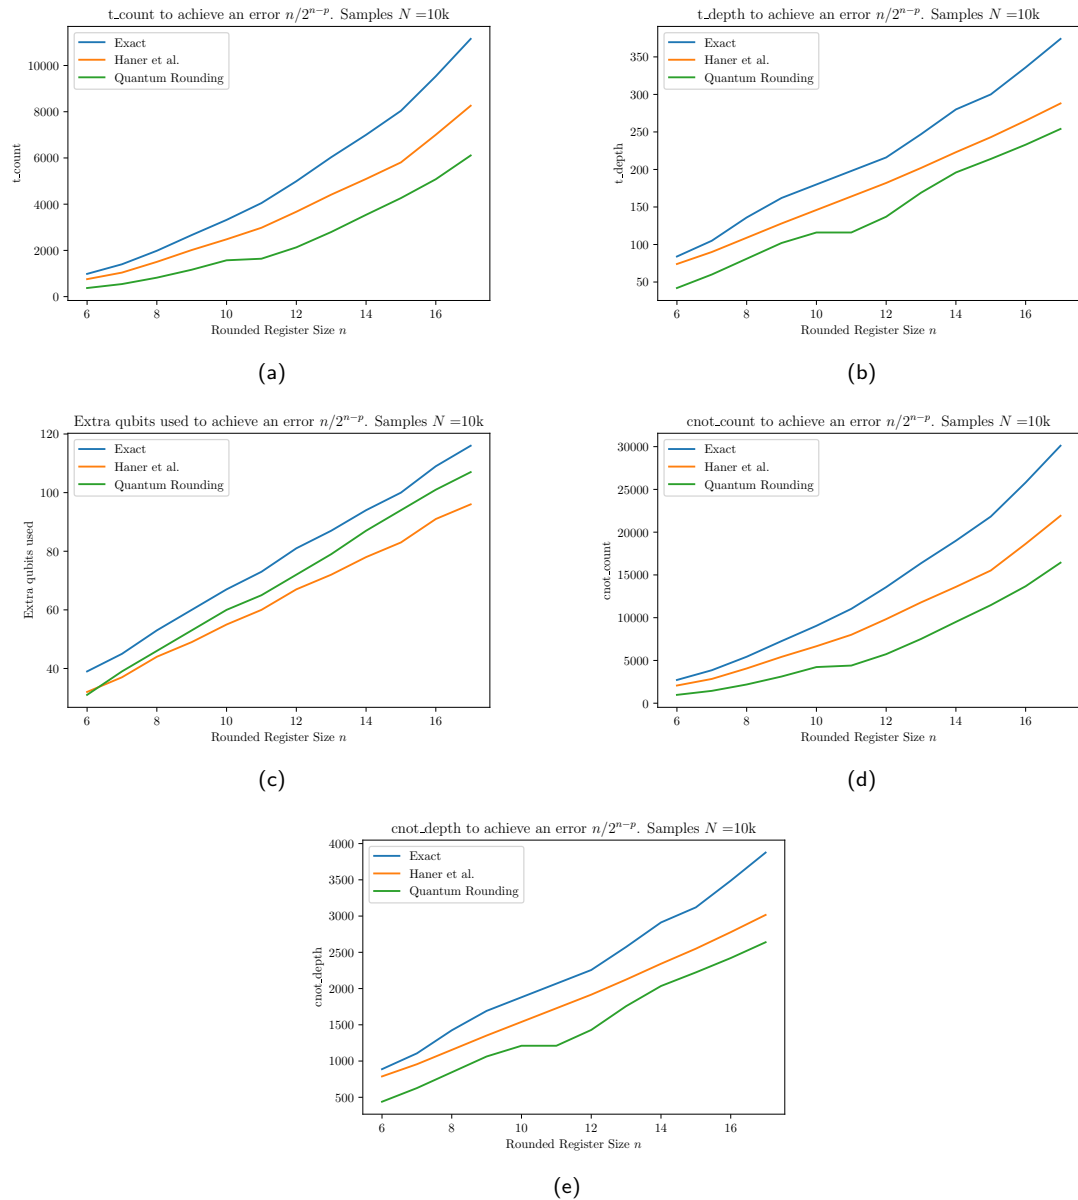 t_count to achieve an error n/2^{n−p}. Samples N =10k
Exact
Haner et al.
Quantum Rounding
t_count
10000
8000
6000
4000
2000
0
6 8 10 12 14 16
Rounded Register Size n
(a)
t_depth to achieve an error n/2^{n−p}. Samples N =10k
Exact
Haner et al.
Quantum Rounding
t_depth
350
300
250
200
150
100
50
6 8 10 12 14 16
Rounded Register Size n
(b)
Extra qubits used to achieve an error n/2^{n−p}. Samples N =10k
Exact
Haner et al.
Quantum Rounding
Extra qubits used
120
100
80
60
40
6 8 10 12 14 16
Rounded Register Size n
(c)
cnot_count to achieve an error n/2^{n−p}. Samples N =10k
Exact
Haner et al.
Quantum Rounding
cnot_count
30000
25000
20000
15000
10000
5000
0
6 8 10 12 14 16
Rounded Register Size n
(d)
cnot_depth to achieve an error n/2^{n−p}. Samples N =10k
Exact
Haner et al.
Quantum Rounding
cnot_depth
4000
3500
3000
2500
2000
1500
1000
500
6 8 10 12 14 16
Rounded Register Size n
(e)